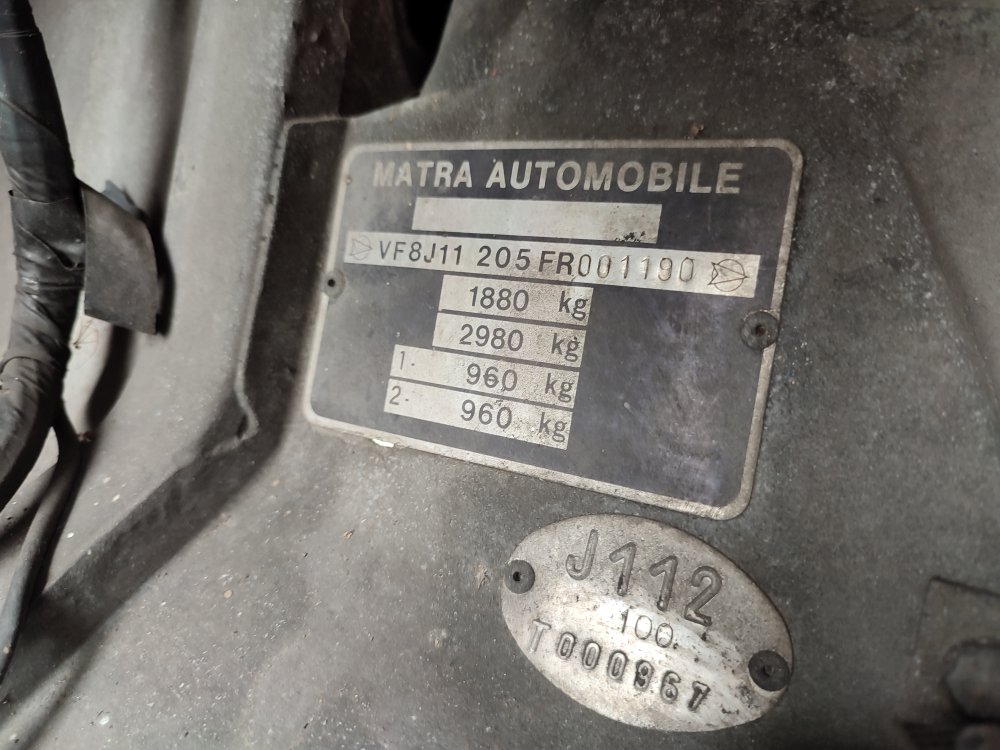 MATRA AUTOMOBILE
VF8J11 205 FR001190
1880 kg
2980 kg
1- 960 kg
2- 960 kg
J112
100
T000967